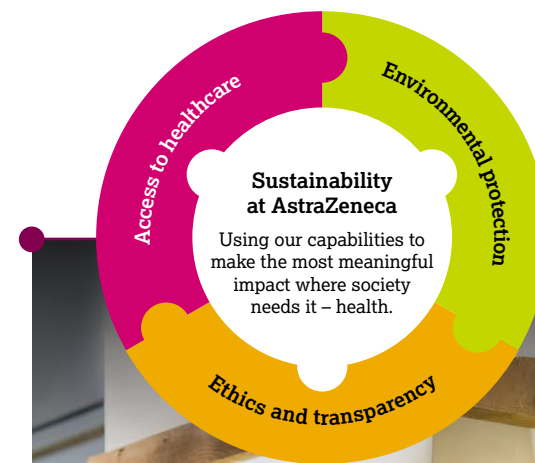 Access to healthcare
Environmental protection
Sustainability
at AstraZeneca
Using our capabilities to
make the most meaningful
impact where society
needs it – health.
Ethics and transparency